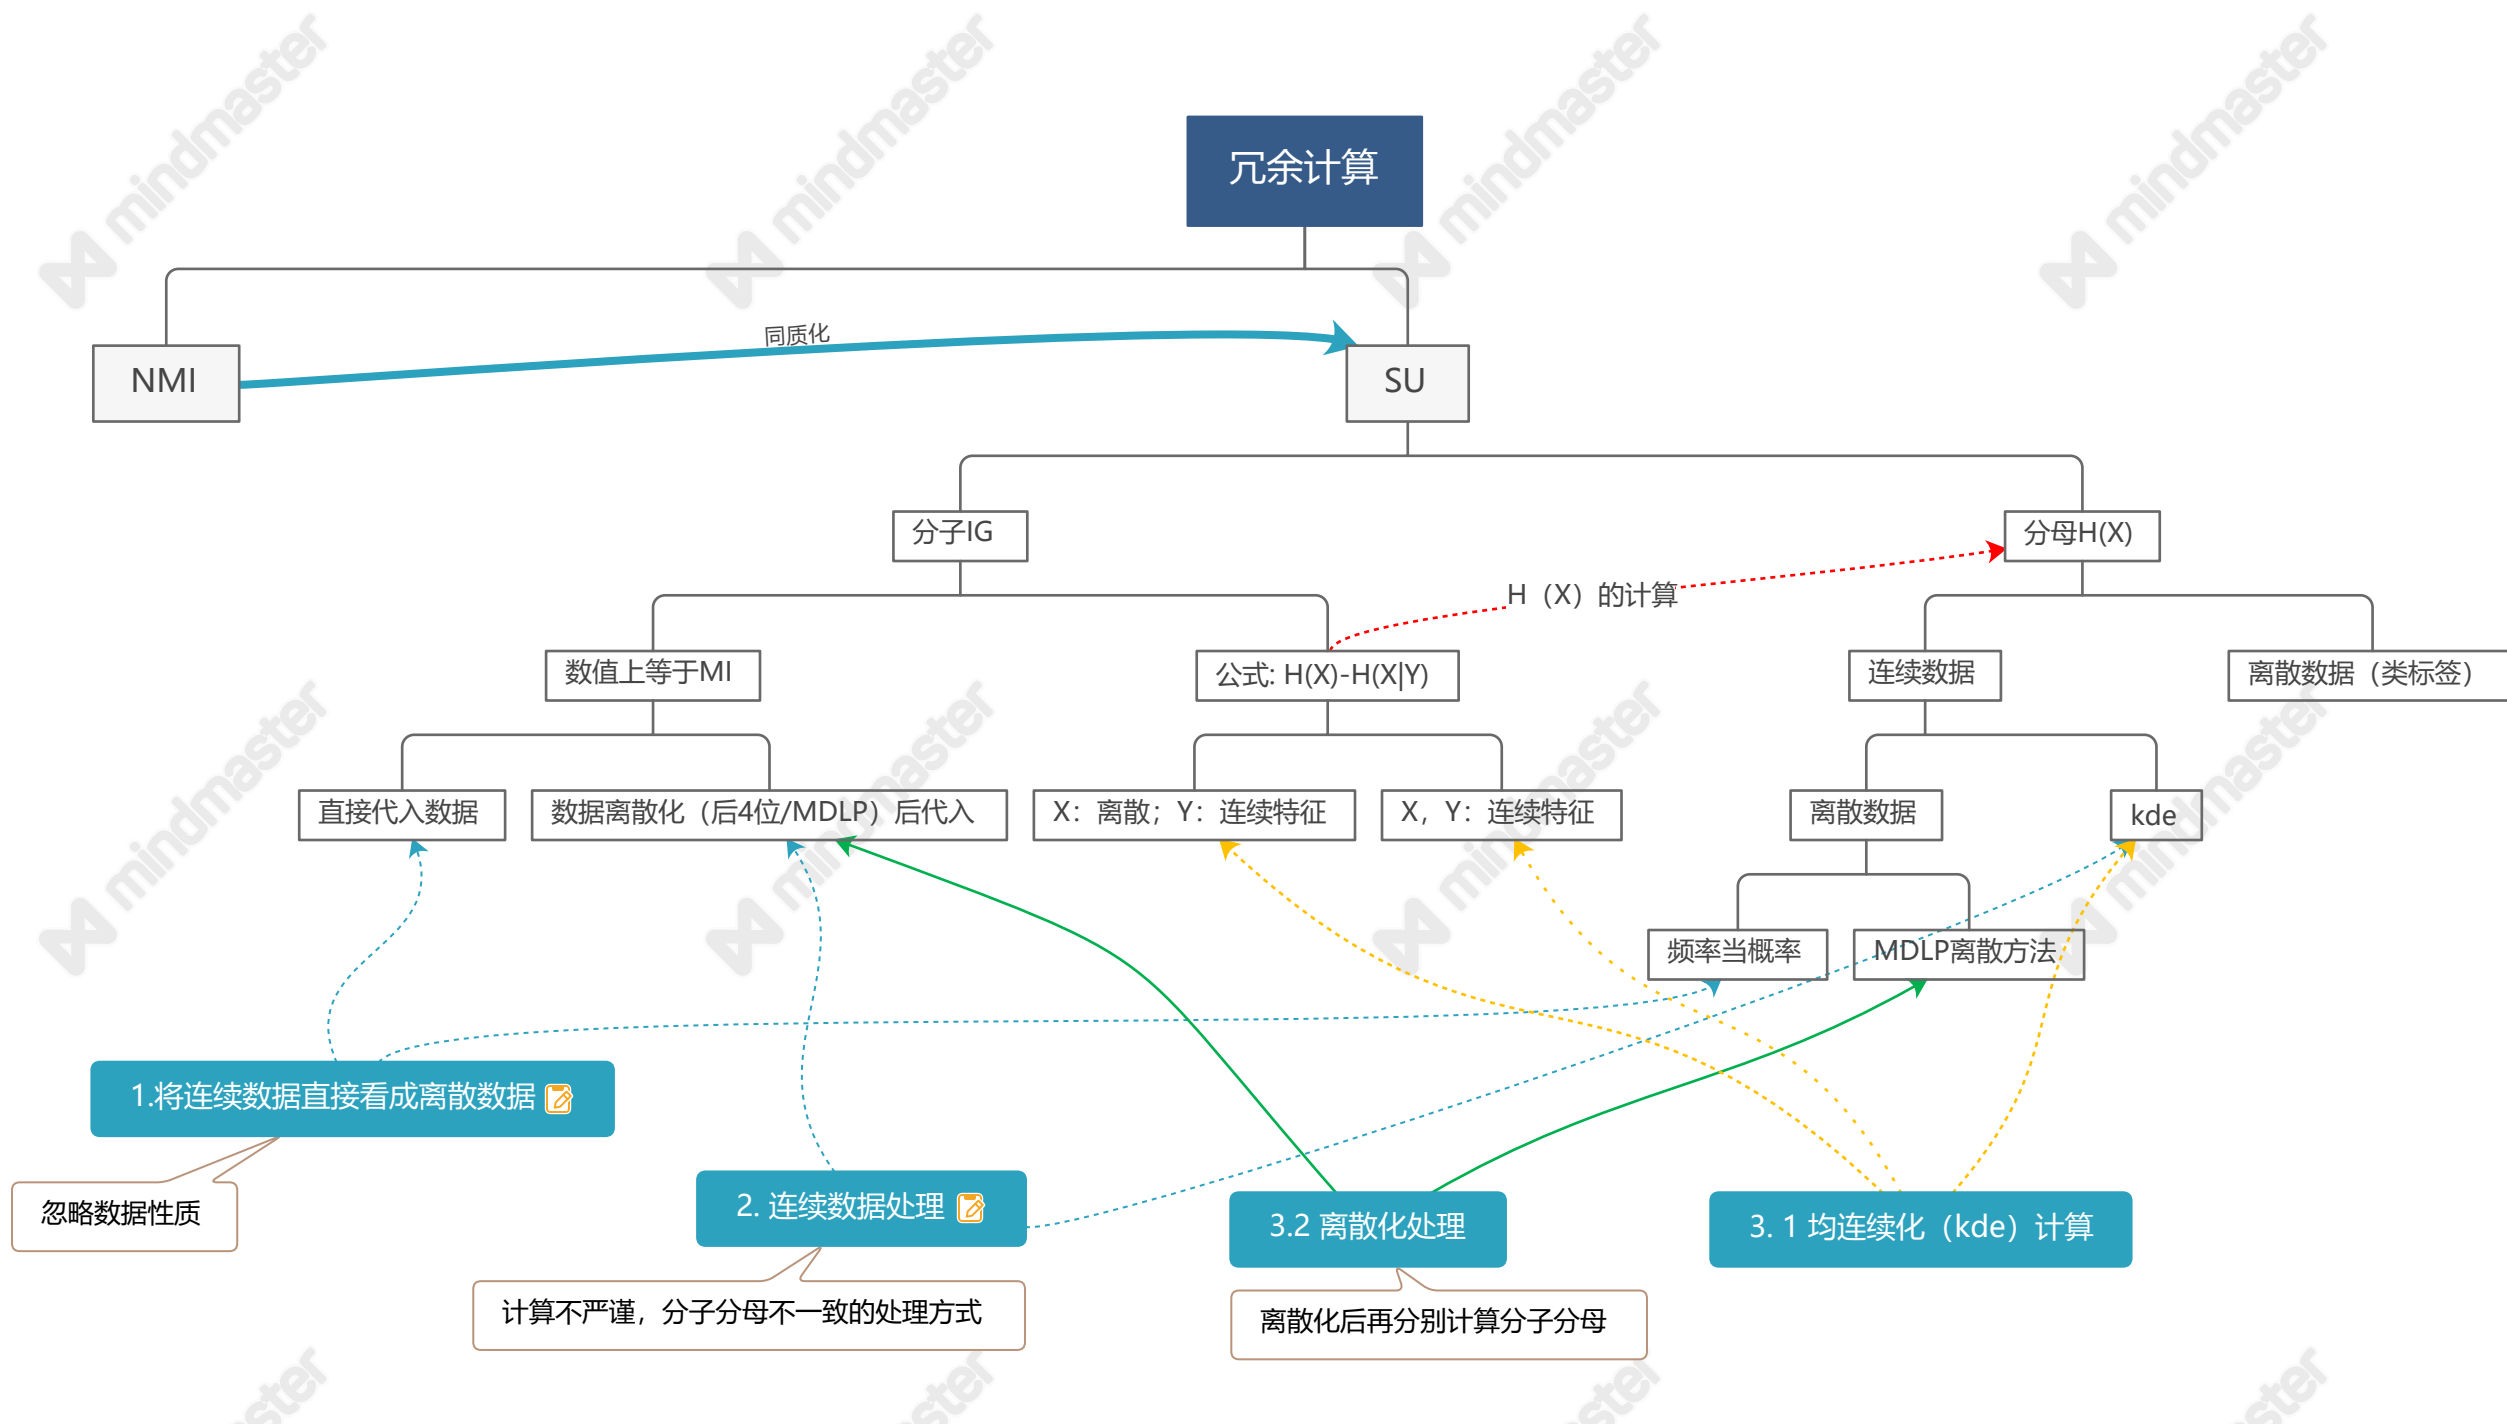 冗余计算
同质化
NMI
SU
分子IG
分母H(X)
H（X）的计算
数值上等于MI
公式: H(X)-H(X|Y)
连续数据
离散数据（类标签）
直接代入数据
数据离散化（后4位/MDLP）后代入
X：离散；Y：连续特征
X，Y：连续特征
离散数据
kde
频率当概率
MDLP离散方法
1.将连续数据直接看成离散数据
忽略数据性质
2. 连续数据处理
3.2 离散化处理
3. 1 均连续化（kde）计算
计算不严谨，分子分母不一致的处理方式
离散化后再分别计算分子分母
mindmaster
mindmaster
mindmaster
mindmaster
mindmaster
mindmaster
mindmaster
mindmaster